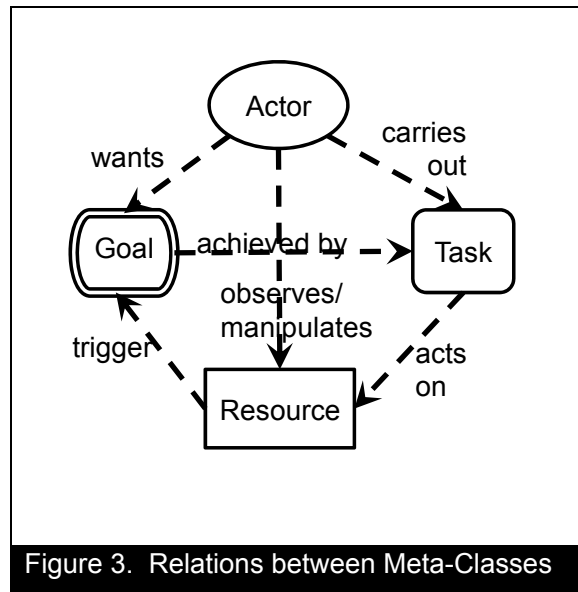 Actor
wants
carries
out
Goal
achieved by
Task
observes/
manipulates
trigger
acts
on
Resource
Figure 3. Relations between Meta-Classes